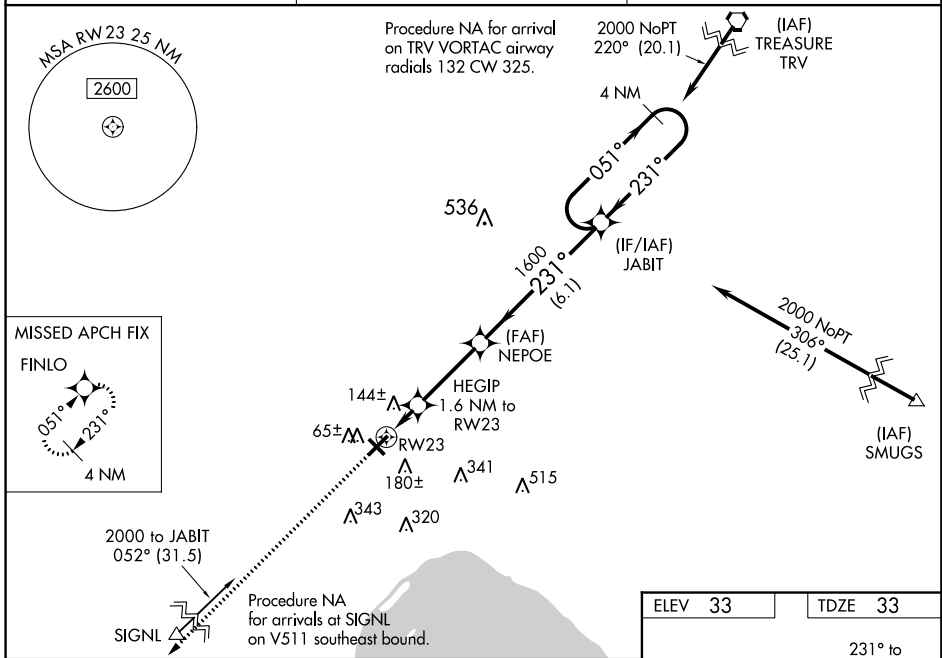 MSA RW 23 25 NM
2600
Procedure NA for arrival
on TRV VORTAC airway
radials 132 CW 325.
2000 NoPT
220° (20.1)
(IAF)
TREASURE
TRV
4 NM
051°
231°
536
(IF/IAF)
JABIT
1600
231°
(6.1)
2000 NoPT
306°
(25.1)
(IAF)
SMUGS
(FAF)
NEPOE
MISSED APCH FIX
FINLO
051°
231°
4 NM
HEGIP
1.6 NM to
RW23
144±
65±
RW23
180±
341
515
343
320
2000 to JABIT
052° (31.5)
SIGNL
Procedure NA
for arrivals at SIGNL
on V511 southeast bound.
ELEV 33
TDZE 33
231° to